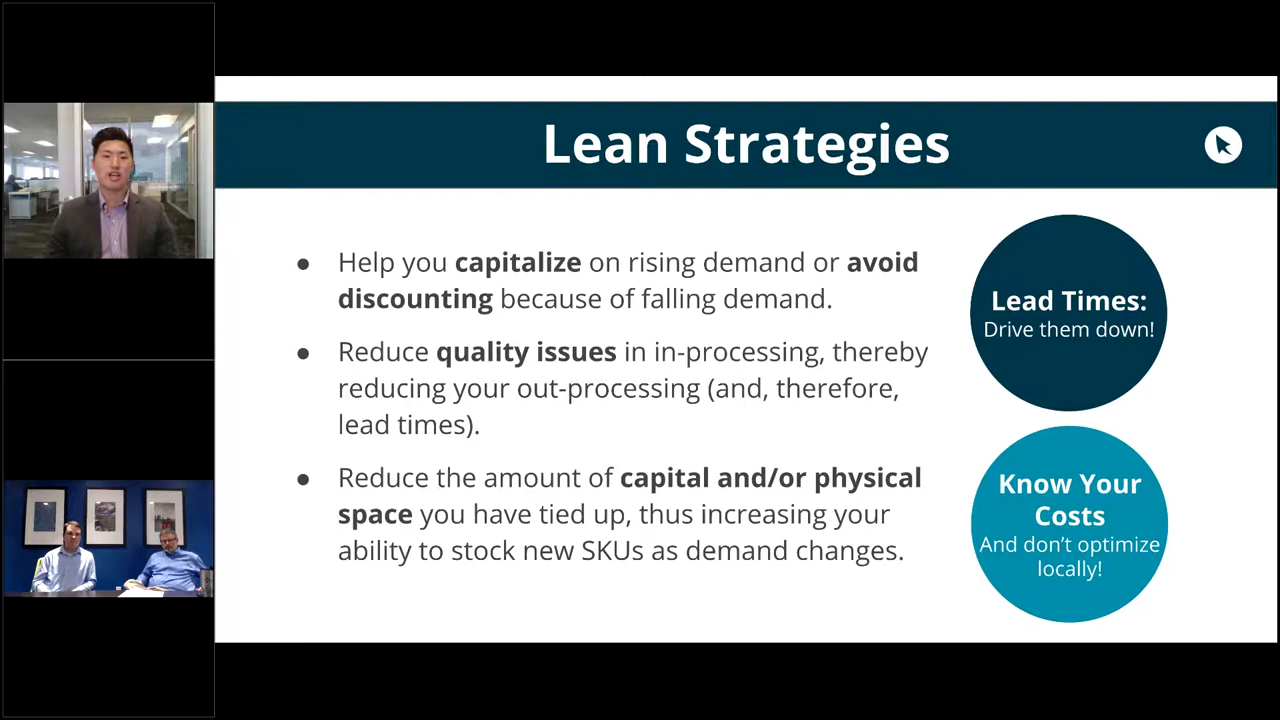 Lean Strategies
● Help you capitalize on rising demand or avoid
discounting because of falling demand.
● Reduce quality issues in in-processing, thereby
reducing your out-processing (and, therefore,
lead times).
● Reduce the amount of capital and/or physical
space you have tied up, thus increasing your
ability to stock new SKUs as demand changes.
Lead Times:
Drive them down!
Know Your
Costs
And don’t optimize
locally!